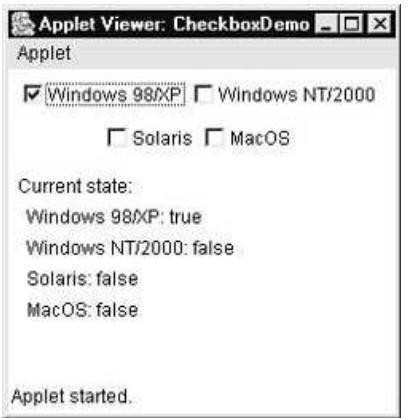 Applet Viewer: CheckboxDemo
Applet
Windows 98/XP Windows NT/2000
Solaris MacOS
Current state:
Windows 98/XP: true
Windows NT/2000: false
Solaris: false
MacOS: false
Applet started.